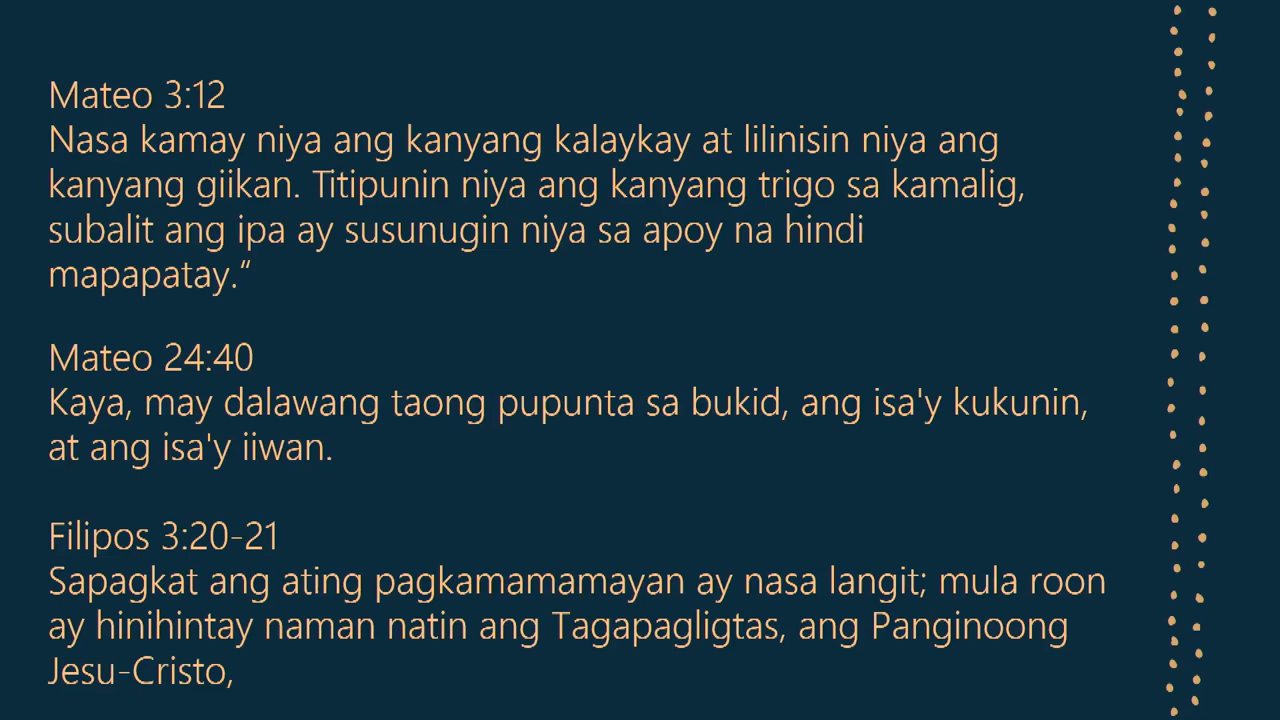 Mateo 3:12
Nasa kamay niya ang kanyang kalaykay at lilinisin niya ang
kanyang giikan. Titipunin niya ang kanyang trigo sa kamalig,
subalit ang ipa ay susunugin niya sa apoy na hindi
mapapatay.“
Mateo 24:40
Kaya, may dalawang taong pupunta sa bukid, ang isa'y kukunin,
at ang isa'y iiwan.
Filipos 3:20-21
Sapagkat ang ating pagkamamamayan ay nasa langit; mula roon
ay hinihintay naman natin ang Tagapagligtas, ang Panginoong
Jesu-Cristo,